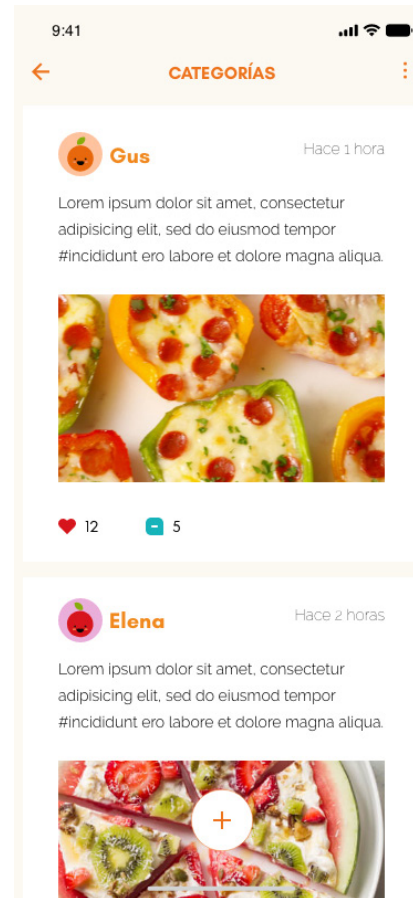 9:41
CATEGORÍAS
Gus
Hace 1 hora
Lorem ipsum dolor sit amet, consectetur
adipisicing elit, sed do eiusmod tempor
#incididunt ero labore et dolore magna aliqua.
12
5
Elena
Hace 2 horas
Lorem ipsum dolor sit amet, consectetur
adipisicing elit, sed do eiusmod tempor
#incididunt ero labore et dolore magna aliqua.